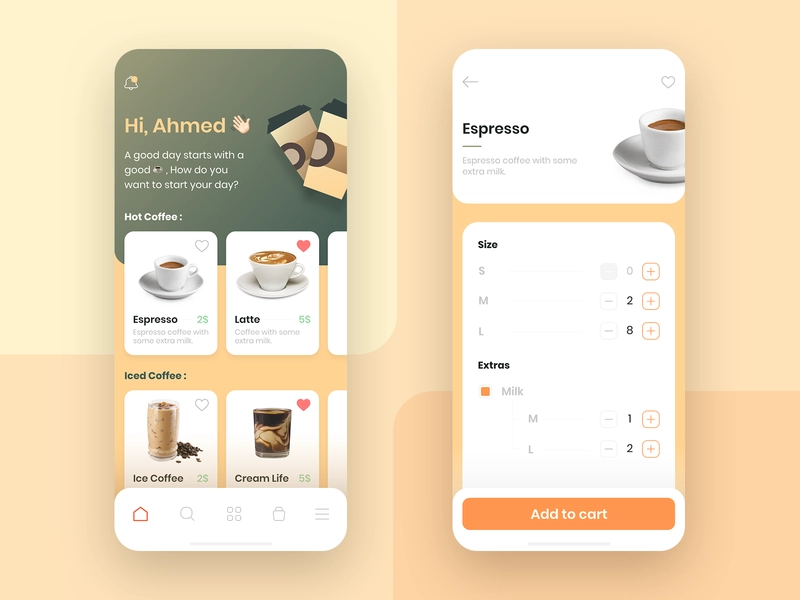 Hi, Ahmed 👋🏻
A good day starts with a
good ☕ , How do you
want to start your day?
Hot Coffee :
Espresso 2$
Espresso coffee with some
extra milk.
Latte 5$
Coffee with some
extra milk.
Iced Coffee :
Ice Coffee 2$
Cream Life 5$
Espresso
Espresso coffee with some
extra milk.
Size
S 0
M 2
L 8
Extras
Milk
M 1
L 2
Add to cart